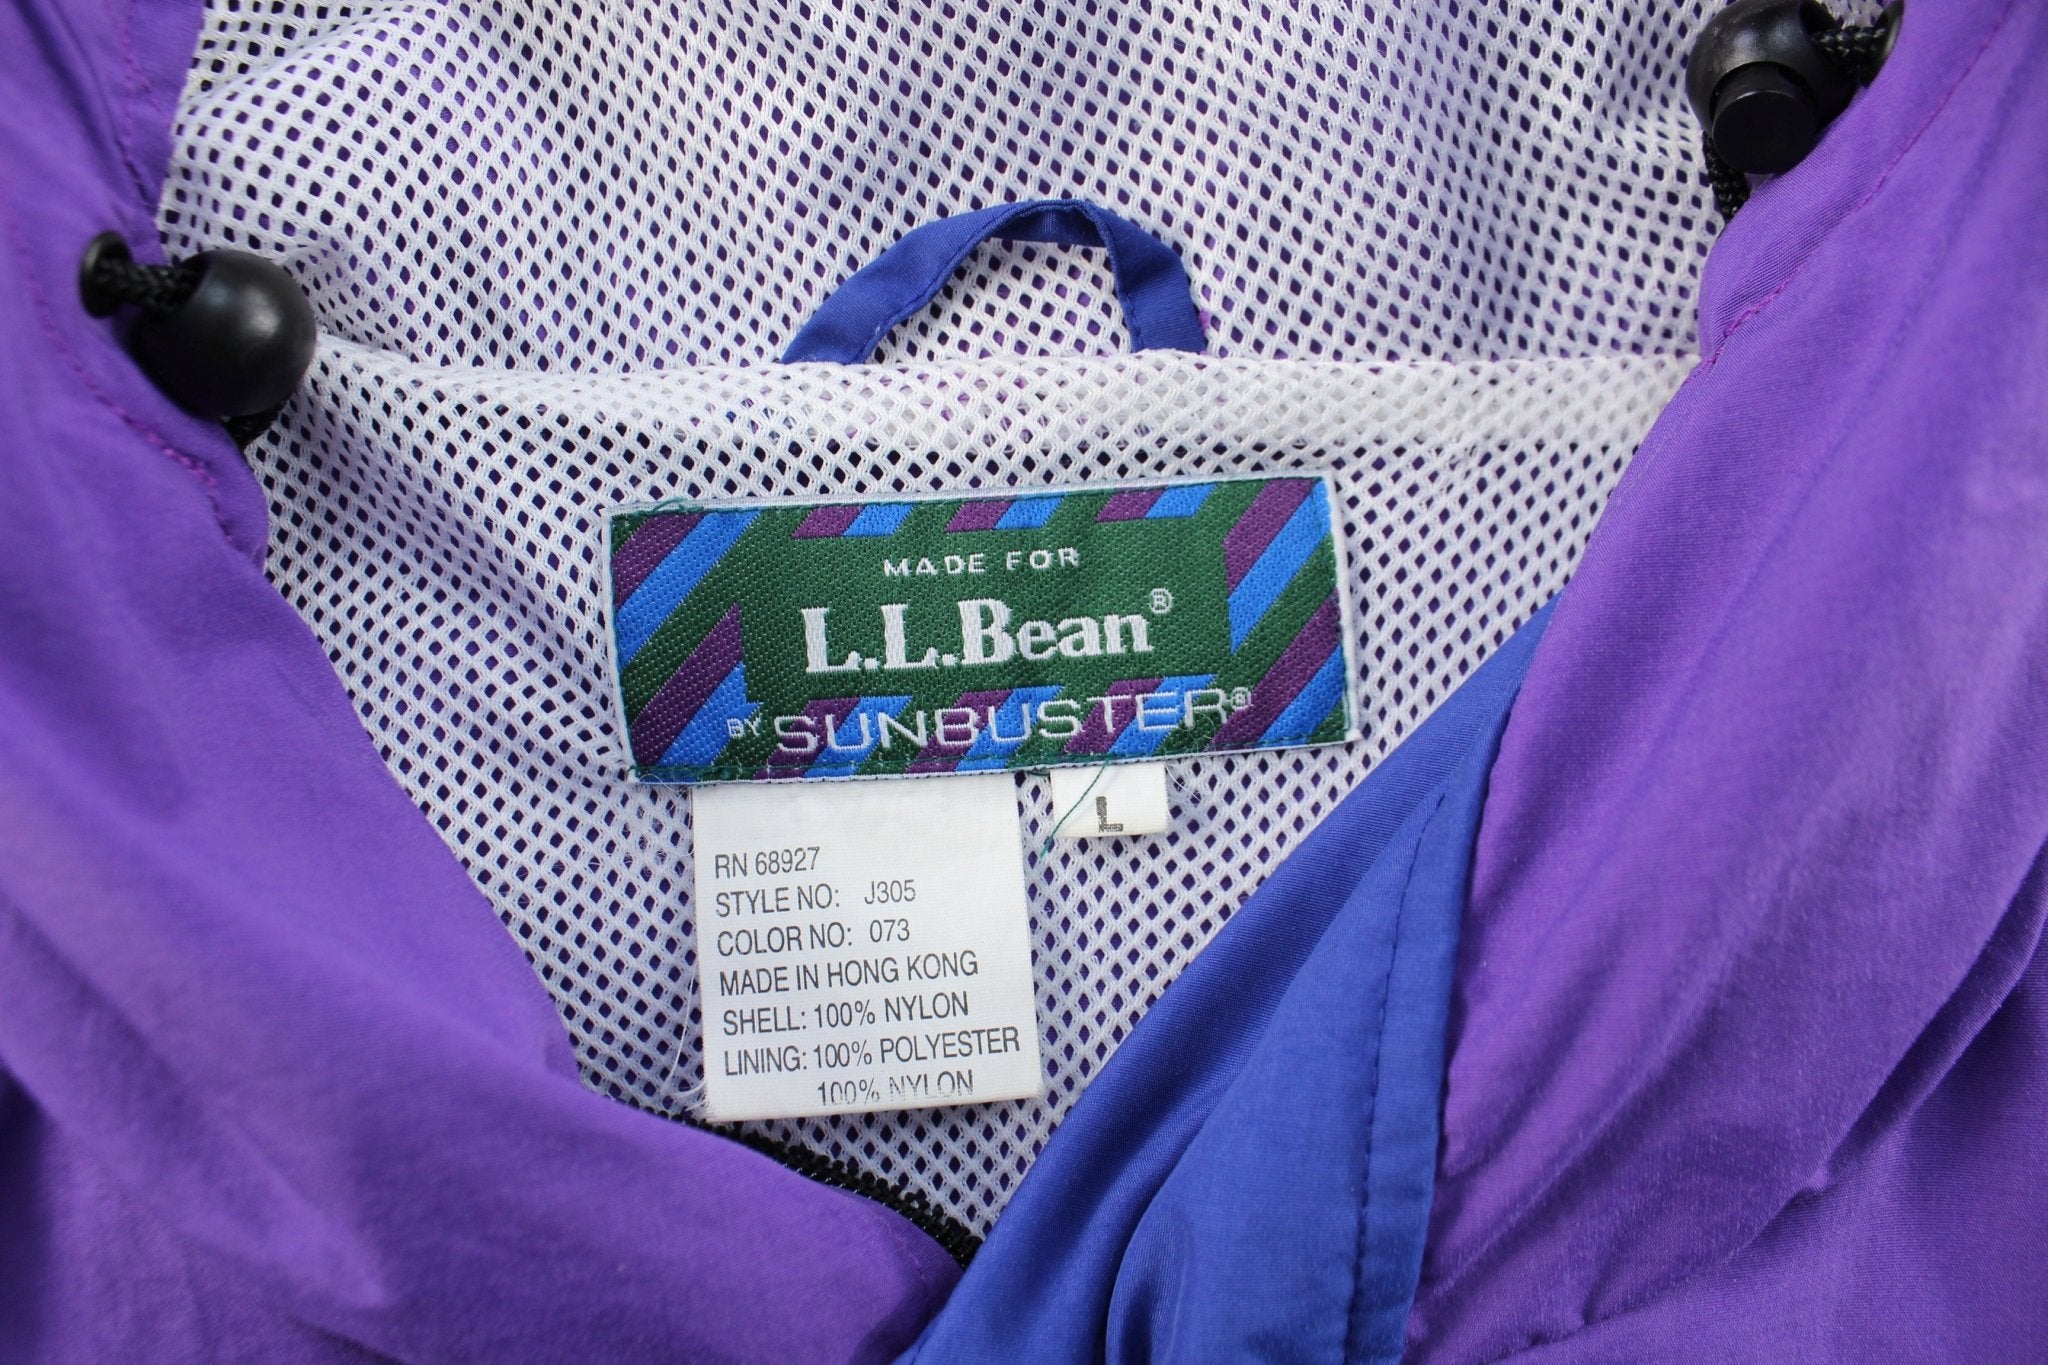 MADE FOR
L.L.Bean®
BY SUNBUSTER®
L
RN 68927
STYLE NO: J305
COLOR NO: 073
MADE IN HONG KONG
SHELL: 100% NYLON
LINING: 100% POLYESTER
100% NYLON